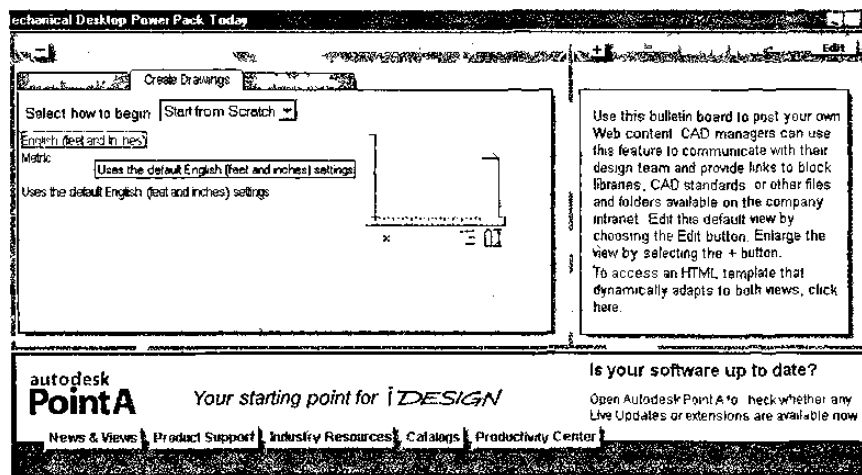 echanical Desktop Power Pack Today
Edit
Create Drawings
Select how to begin Start from Scratch
English (feet and in hes)
Metric
Uses the default English (feet and inches) settings
Uses the default English (feet and inches) settings
Use this bulletin board to post your own
Web content CAD managers can use
this feature to communicate with their
design team and provide links to block
libraries, CAD standards or other files
and folders available on the company
intranet Edit this default view by
choosing the Edit button. Enlarge the
view by selecting the + button.
To access an HTML template that
dynamically adapts to both views, click
here.
autodesk
Point A
Your starting point for iDESIGN
Is your software up to date?
Open Autodesk Point A to heck whether any
Live Updates or extensions are available now
News & Views Product Support Industry Resources Catalogs Productivity Center